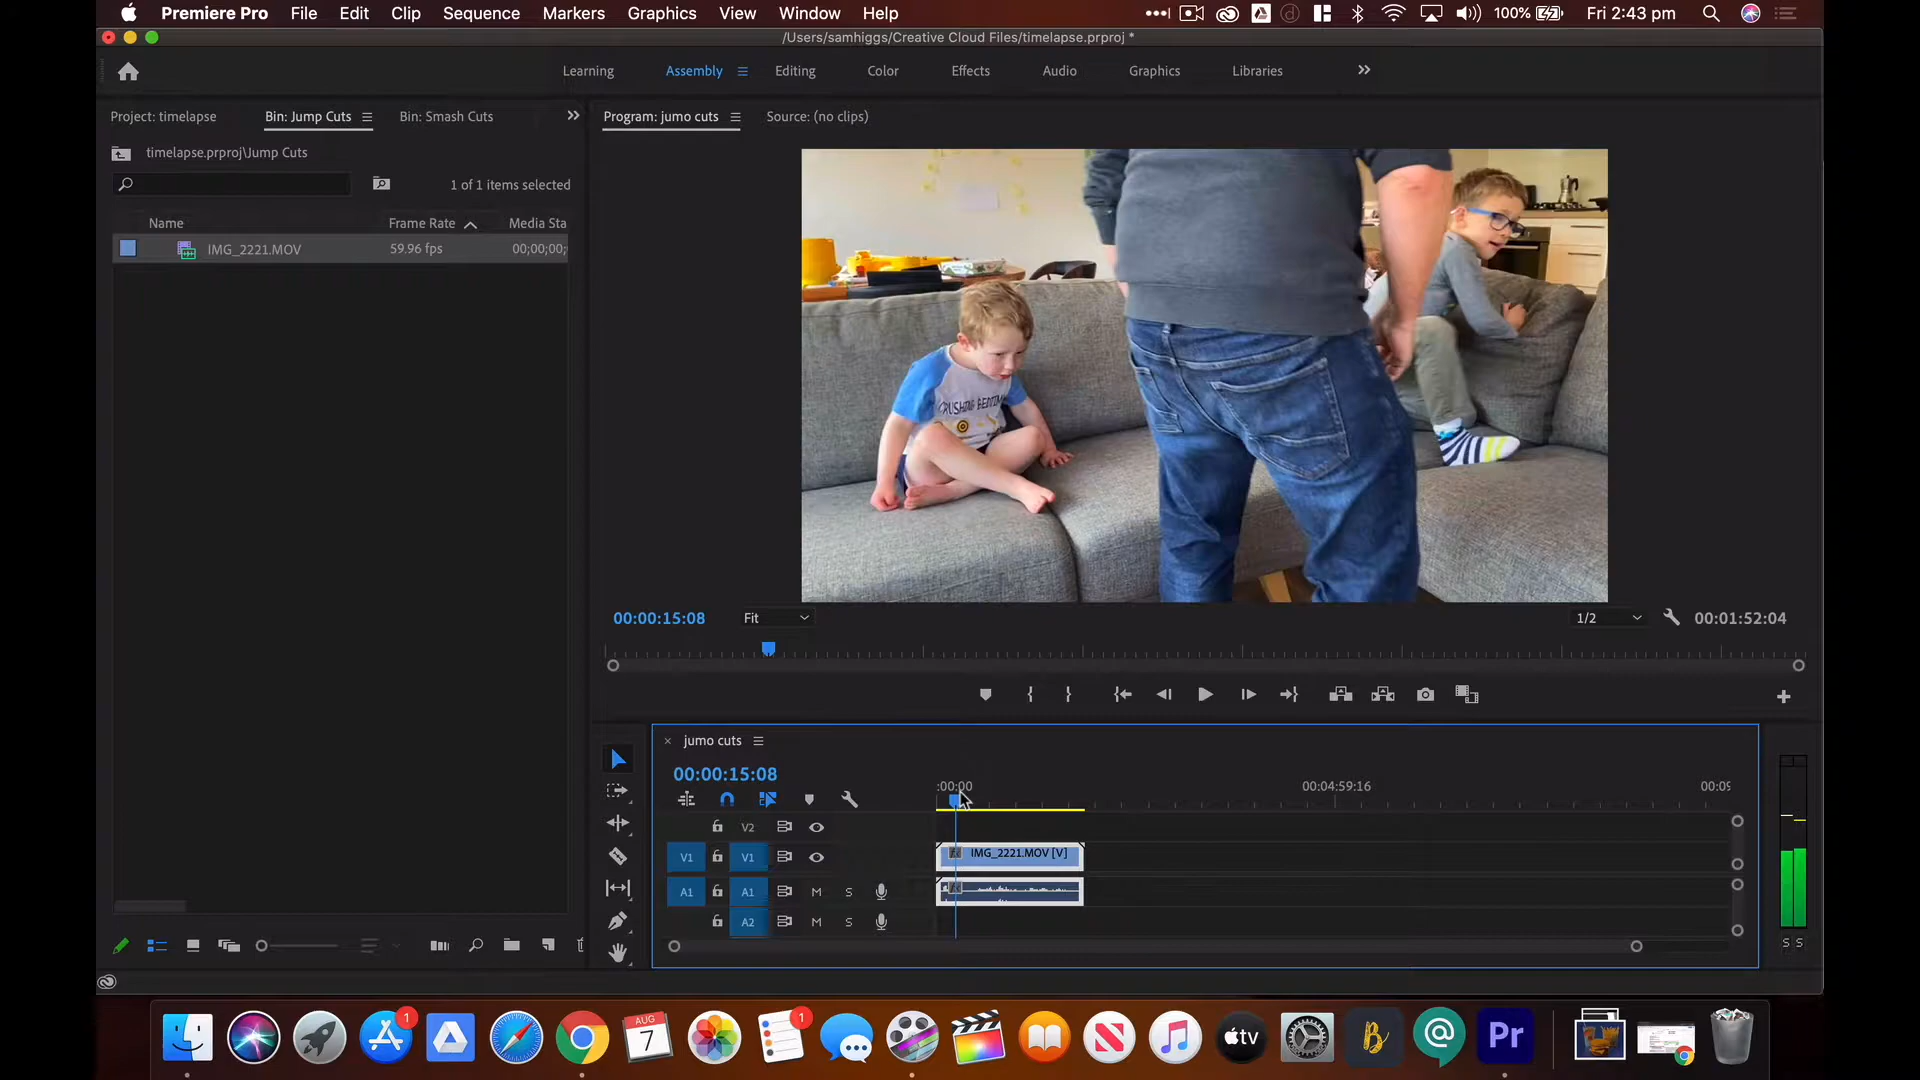 Premiere Pro File Edit Clip Sequence Markers Graphics View Window Help 100% Fri 2:43 pm
/Users/samhiggs/Creative Cloud Files/timelapse.prproj *
Learning Assembly Editing Color Effects Audio Graphics Libraries
Project: timelapse Bin: Jump Cuts Bin: Smash Cuts Program: jumo cuts Source: (no clips)
timelapse.prproj\Jump Cuts
1 of 1 items selected
Name Frame Rate Media Sta
IMG_2221.MOV 59.96 fps 00;00;00;
CRUSHING BEDTIM
00:00:15:08 Fit 1/2 00:01:52:04
jumo cuts
00:00:15:08
:00:00 00:04:59:16 00:09
V2
V1 V1 IMG_2221.MOV [V]
A1 A1 M S
A2 M S
S S
1 AUG 1
7 tv Pr